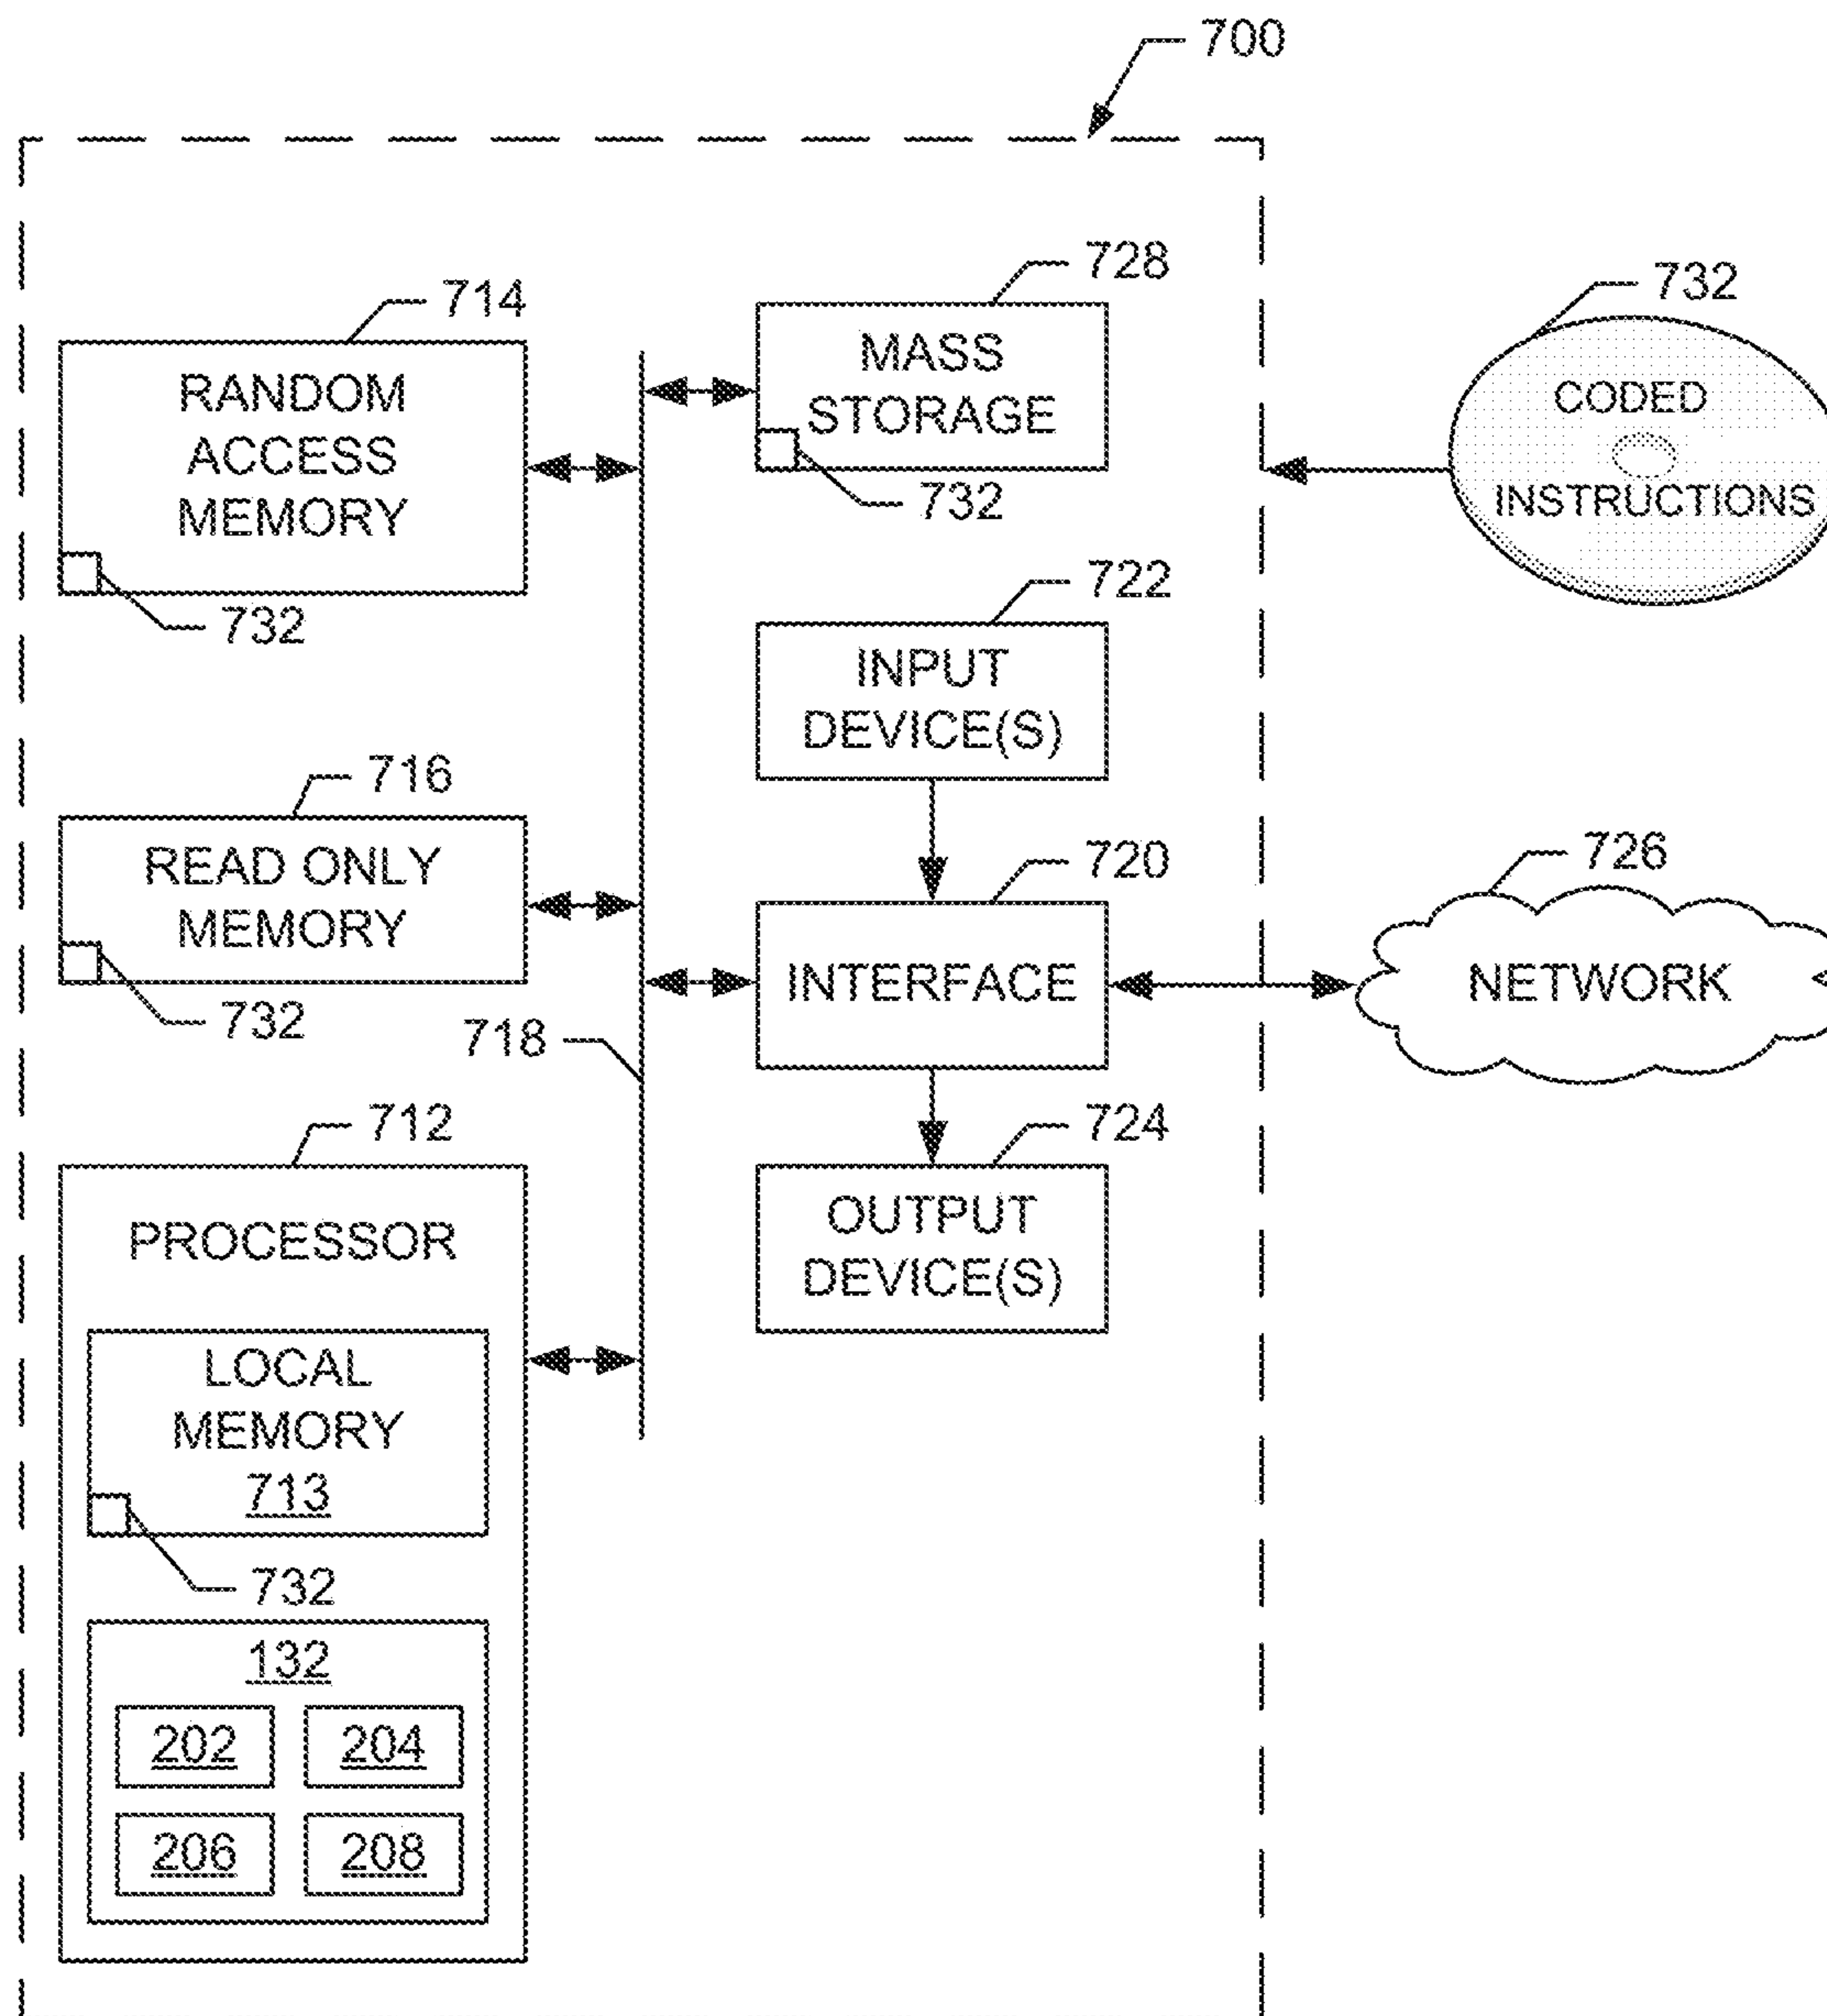 700
714
RANDOM
ACCESS
MEMORY
732
728
MASS
STORAGE
732
732
CODED
INSTRUCTIONS
722
INPUT
DEVICE(S)
716
READ ONLY
MEMORY
732
718
720
INTERFACE
726
NETWORK
712
PROCESSOR
LOCAL
MEMORY
713
732
132
202
204
206
208
724
OUTPUT
DEVICE(S)